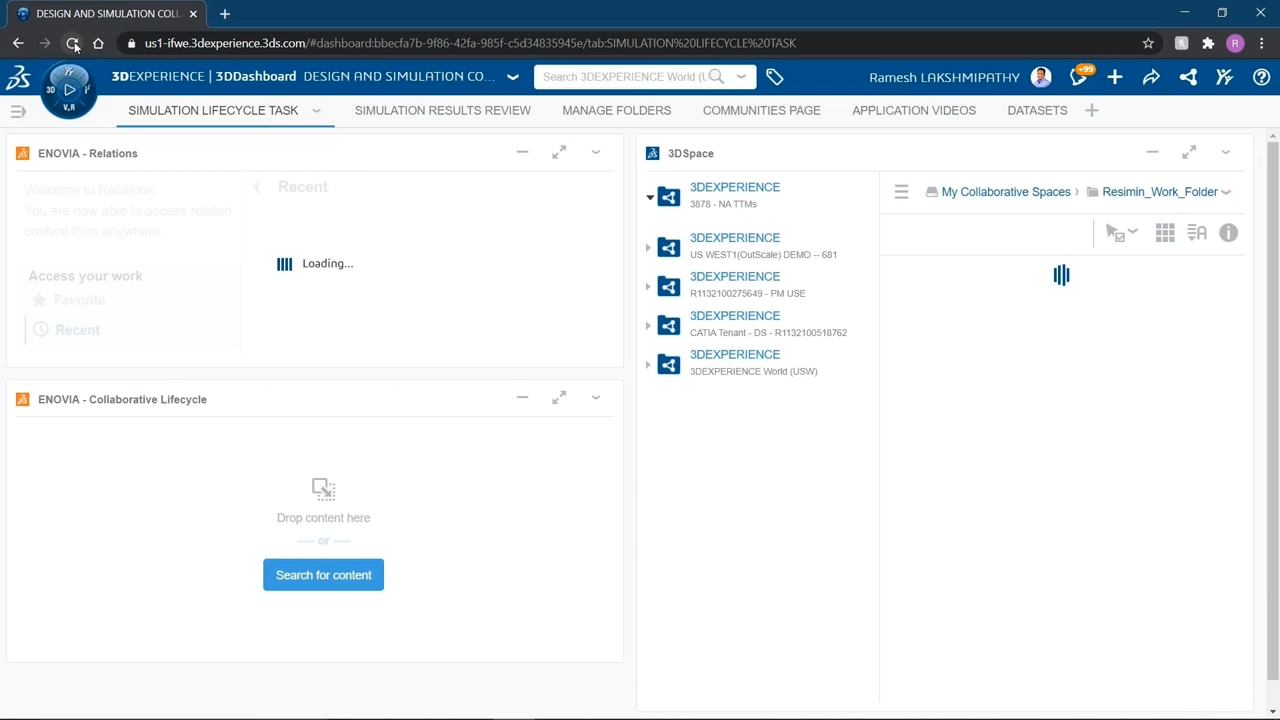 DESIGN AND SIMULATION COLL
us1-ifwe.3dexperience.3ds.com/#dashboard:bbecfa7b-9f86-42fa-985f-c5d34835945e/tab:SIMULATION%20LIFECYCLE%20TASK
R
3DEXPERIENCE | 3DDashboard DESIGN AND SIMULATION CO...
Search 3DEXPERIENCE World (U
Ramesh LAKSHMIPATHY
+99
3D
V.R
SIMULATION LIFECYCLE TASK
SIMULATION RESULTS REVIEW
MANAGE FOLDERS
COMMUNITIES PAGE
APPLICATION VIDEOS
DATASETS
ENOVIA - Relations
Welcome to Relations.
You are now able to access related
content from anywhere.
Access your work
Favorite
Recent
Recent
Loading...
ENOVIA - Collaborative Lifecycle
Drop content here
or
Search for content
3DSpace
3DEXPERIENCE
3878 - NA TTMs
3DEXPERIENCE
US WEST1(OutScale) DEMO -- 681
3DEXPERIENCE
R1132100275649 - PM USE
3DEXPERIENCE
CATIA Tenant - DS - R1132100518762
3DEXPERIENCE
3DEXPERIENCE World (USW)
My Collaborative Spaces
Resimin_Work_Folder